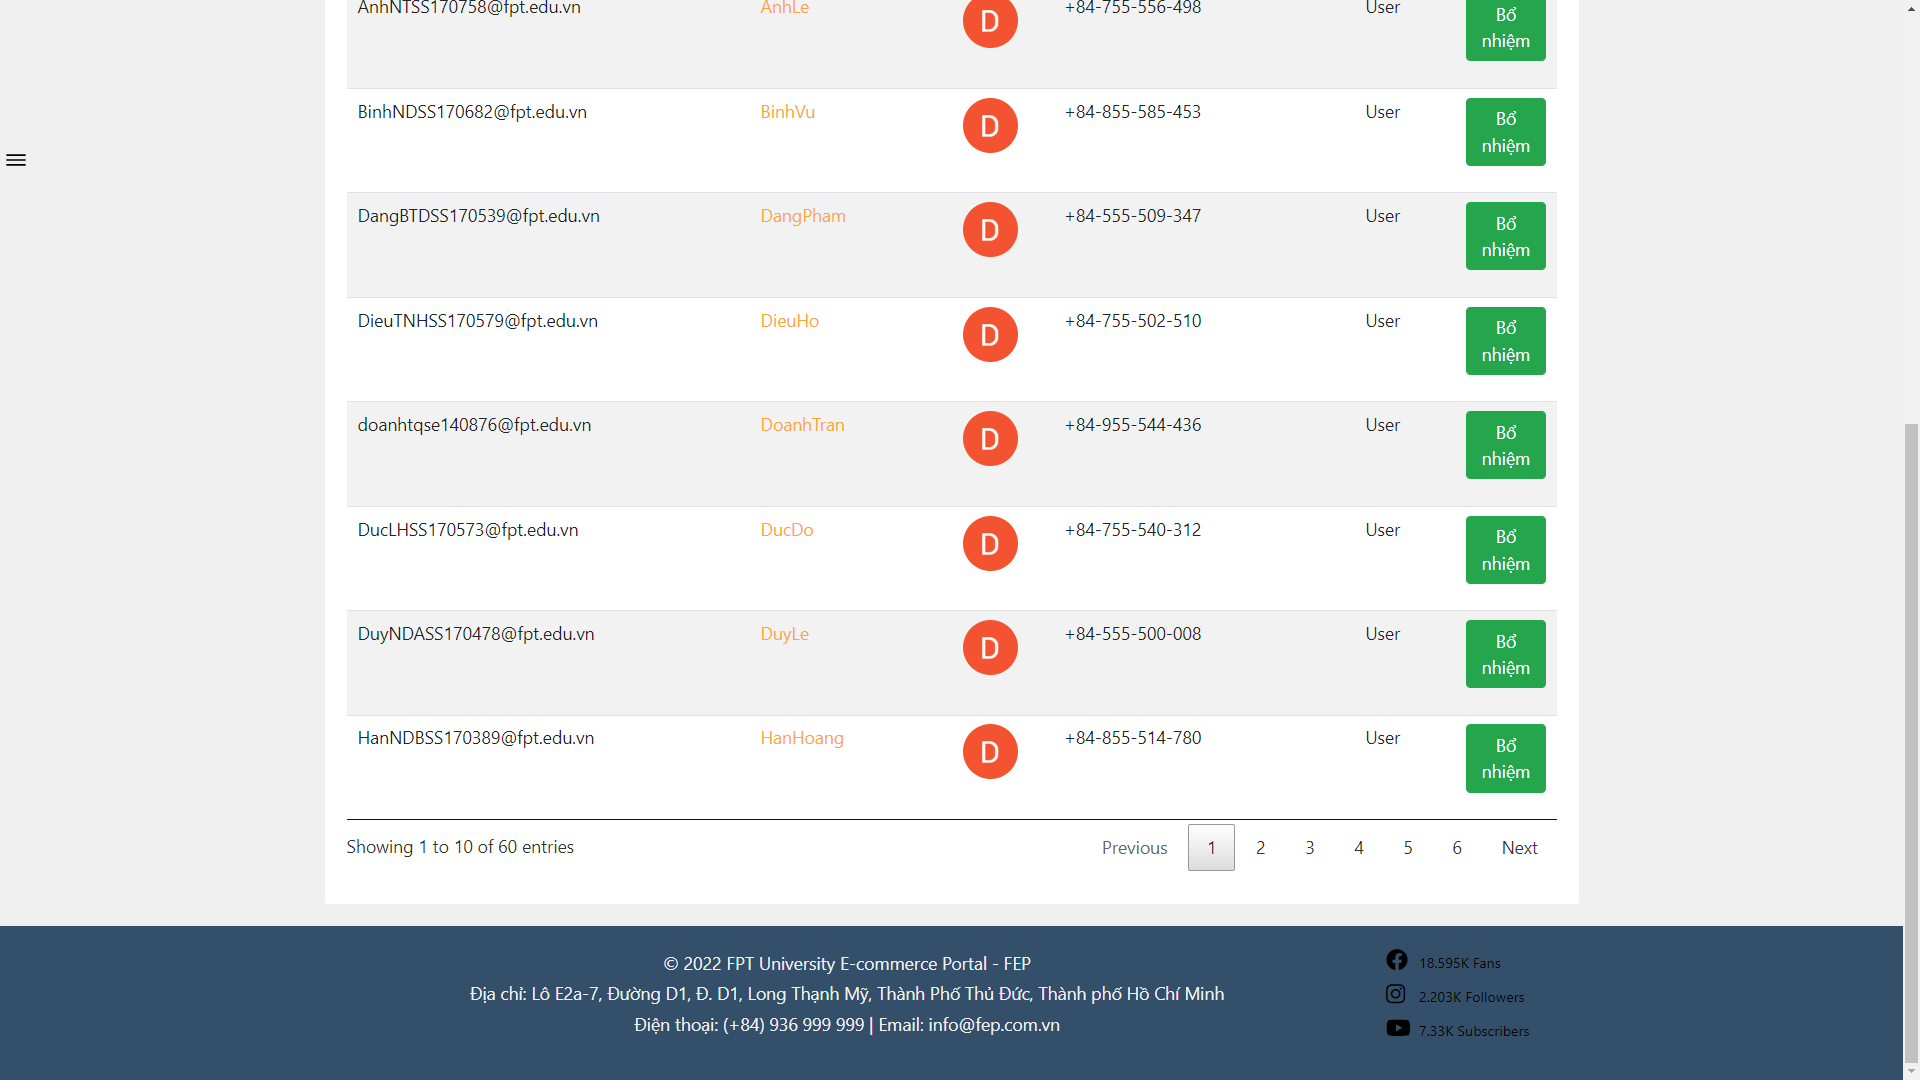 AnhNTSS170758@fpt.edu.vn AnhLe D +84-755-556-498 User Bổ
nhiệm
BinhNDSS170682@fpt.edu.vn BinhVu D +84-855-585-453 User Bổ
nhiệm
DangBTDSS170539@fpt.edu.vn DangPham D +84-555-509-347 User Bổ
nhiệm
DieuTNHSS170579@fpt.edu.vn DieuHo D +84-755-502-510 User Bổ
nhiệm
doanhtqse140876@fpt.edu.vn DoanhTran D +84-955-544-436 User Bổ
nhiệm
DucLHSS170573@fpt.edu.vn DucDo D +84-755-540-312 User Bổ
nhiệm
DuyNDASS170478@fpt.edu.vn DuyLe D +84-555-500-008 User Bổ
nhiệm
HanNDBSS170389@fpt.edu.vn HanHoang D +84-855-514-780 User Bổ
nhiệm
Showing 1 to 10 of 60 entries Previous 1 2 3 4 5 6 Next
© 2022 FPT University E-commerce Portal - FEP
Địa chỉ: Lô E2a-7, Đường D1, Đ. D1, Long Thạnh Mỹ, Thành Phố Thủ Đức, Thành phố Hồ Chí Minh
Điện thoại: (+84) 936 999 999 | Email: info@fep.com.vn
18.595K Fans
2.203K Followers
7.33K Subscribers